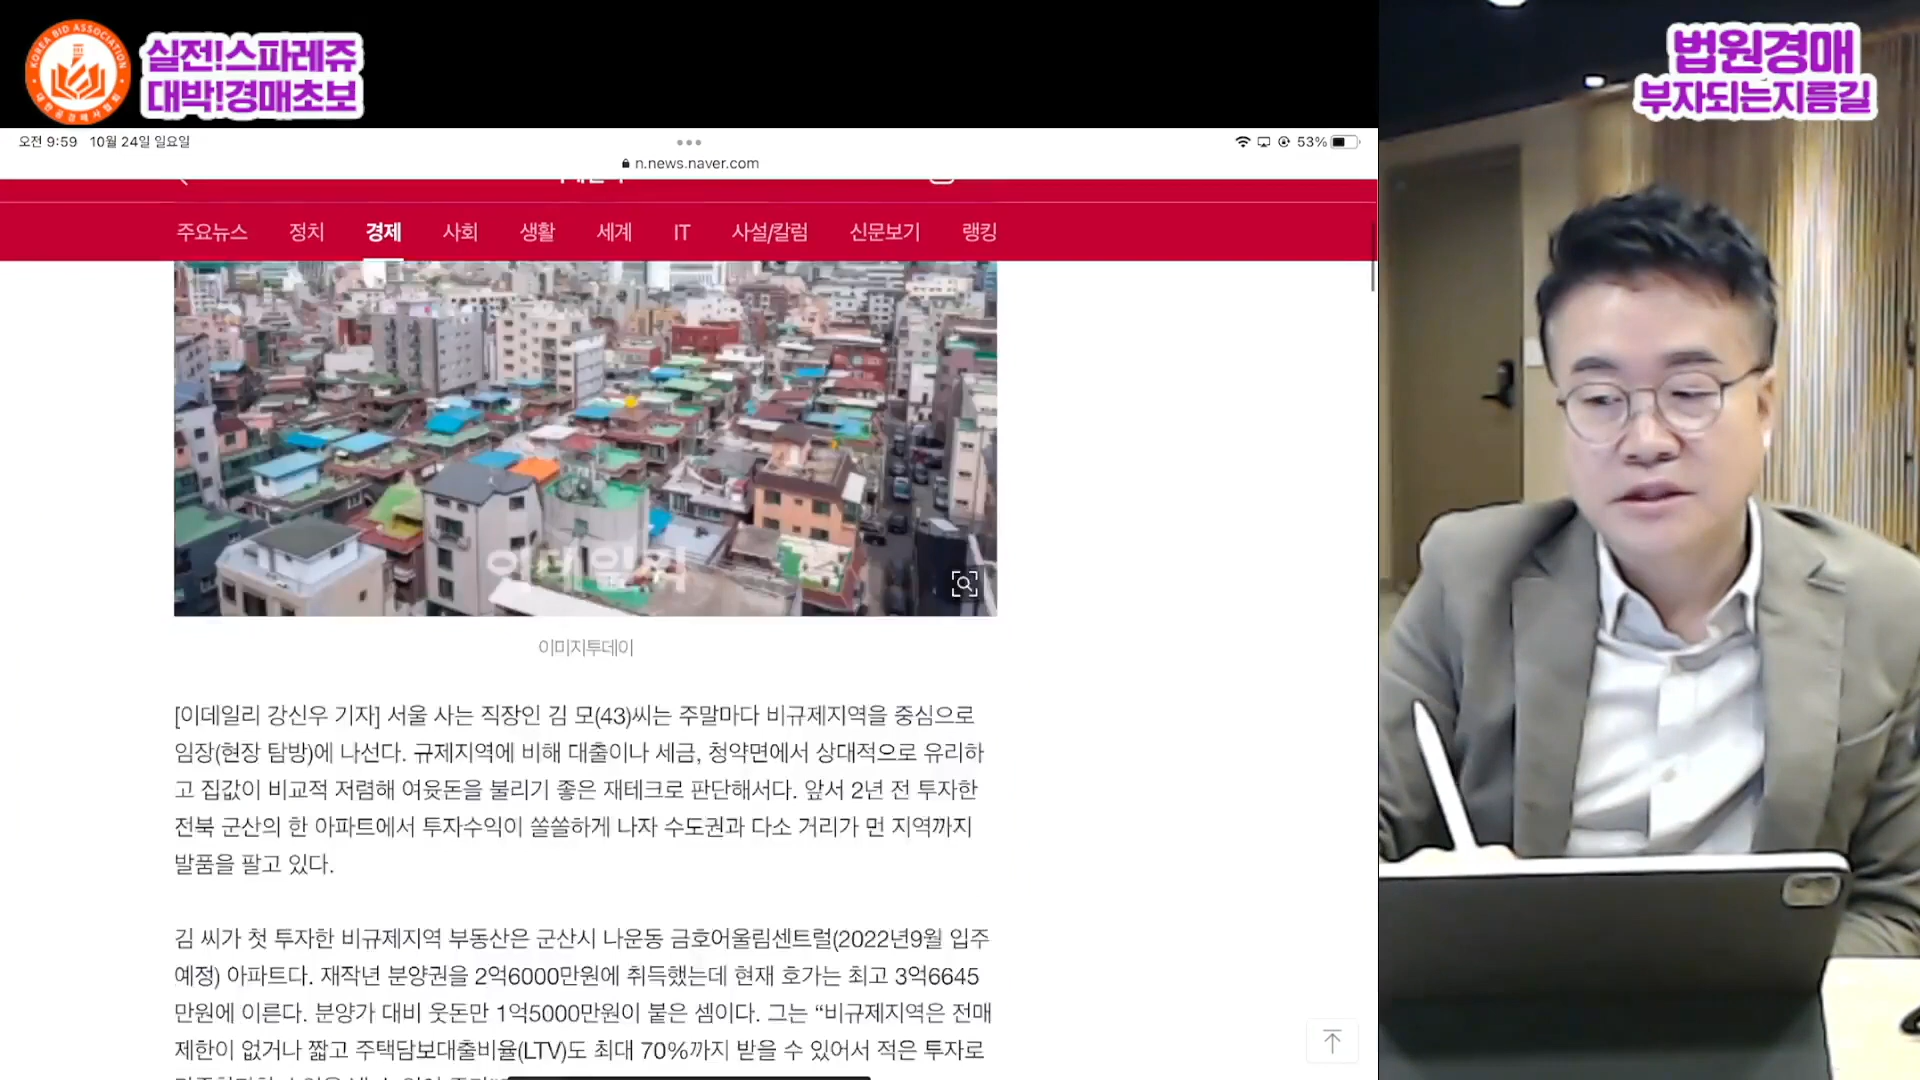 KOREA BID ASSOCIATION
실전!스파레쥬
대박!경매초보
법원경매
부자되는지름길
오전 9:59 10월 24일 일요일
53%
n.news.naver.com
주요뉴스 정치 경제 사회 생활 세계 IT 사설/칼럼 신문보기 랭킹
이데일리
이미지투데이
[이데일리 강신우 기자] 서울 사는 직장인 김 모(43)씨는 주말마다 비규제지역을 중심으로
임장(현장 탐방)에 나선다. 규제지역에 비해 대출이나 세금, 청약면에서 상대적으로 유리하
고 집값이 비교적 저렴해 여윳돈을 불리기 좋은 재테크로 판단해서다. 앞서 2년 전 투자한
전북 군산의 한 아파트에서 투자수익이 쏠쏠하게 나자 수도권과 다소 거리가 먼 지역까지
발품을 팔고 있다.
김 씨가 첫 투자한 비규제지역 부동산은 군산시 나운동 금호어울림센트럴(2022년9월 입주
예정) 아파트다. 재작년 분양권을 2억6000만원에 취득했는데 현재 호가는 최고 3억6645
만원에 이른다. 분양가 대비 웃돈만 1억5000만원이 붙은 셈이다. 그는 “비규제지역은 전매
제한이 없거나 짧고 주택담보대출비율(LTV)도 최대 70%까지 받을 수 있어서 적은 투자로